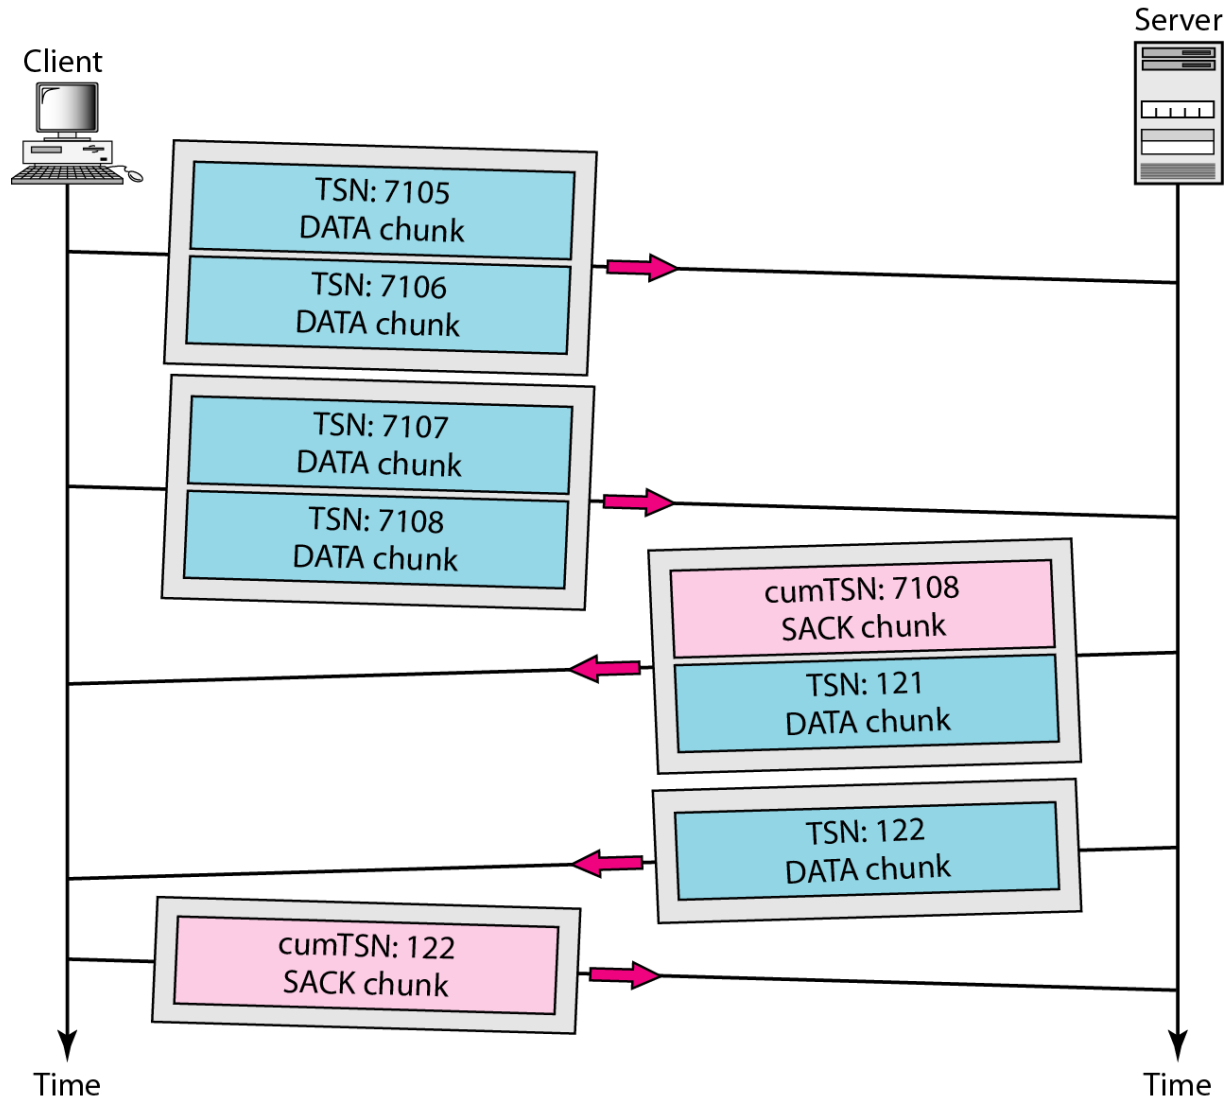 Server
Client
TSN: 7105
DATA chunk
TSN: 7106
DATA chunk
TSN: 7107
DATA chunk
TSN: 7108
DATA chunk
cumTSN: 7108
SACK chunk
TSN: 121
DATA chunk
TSN: 122
DATA chunk
cumTSN: 122
SACK chunk
Time
Time